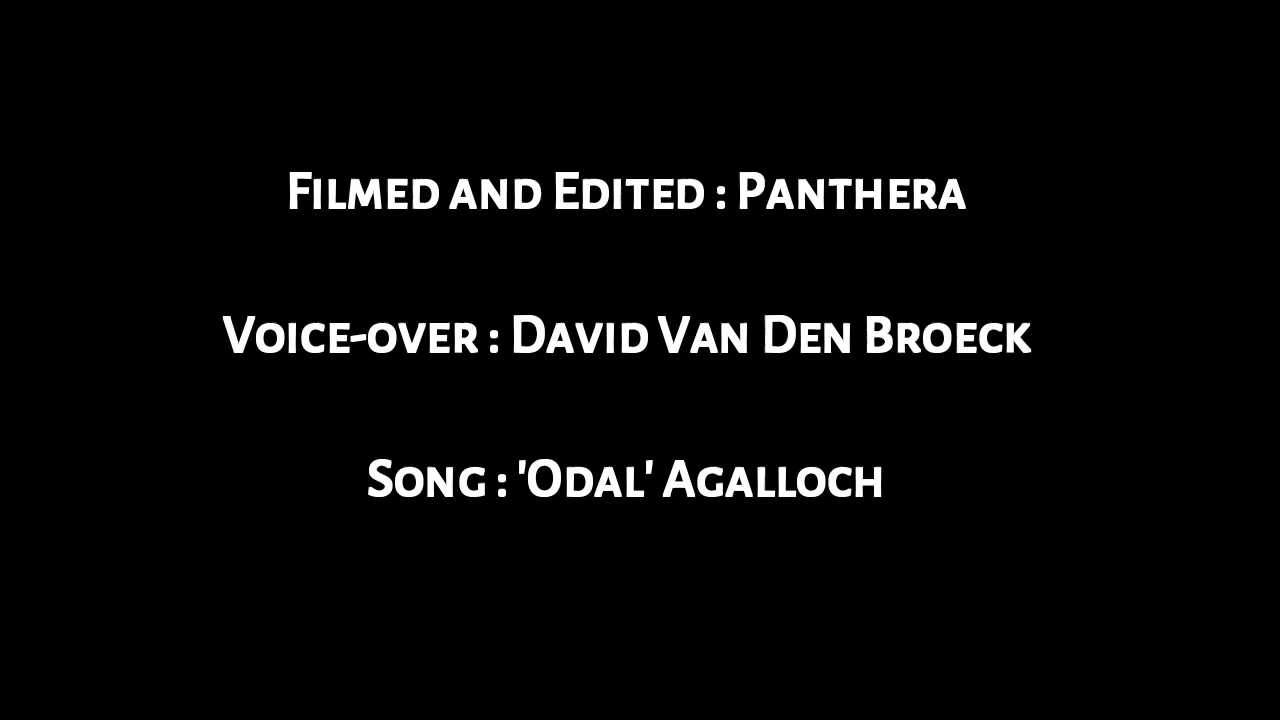 Filmed and Edited : Panthera
Voice-over : David Van Den Broeck
Song : 'Odal' Agalloch